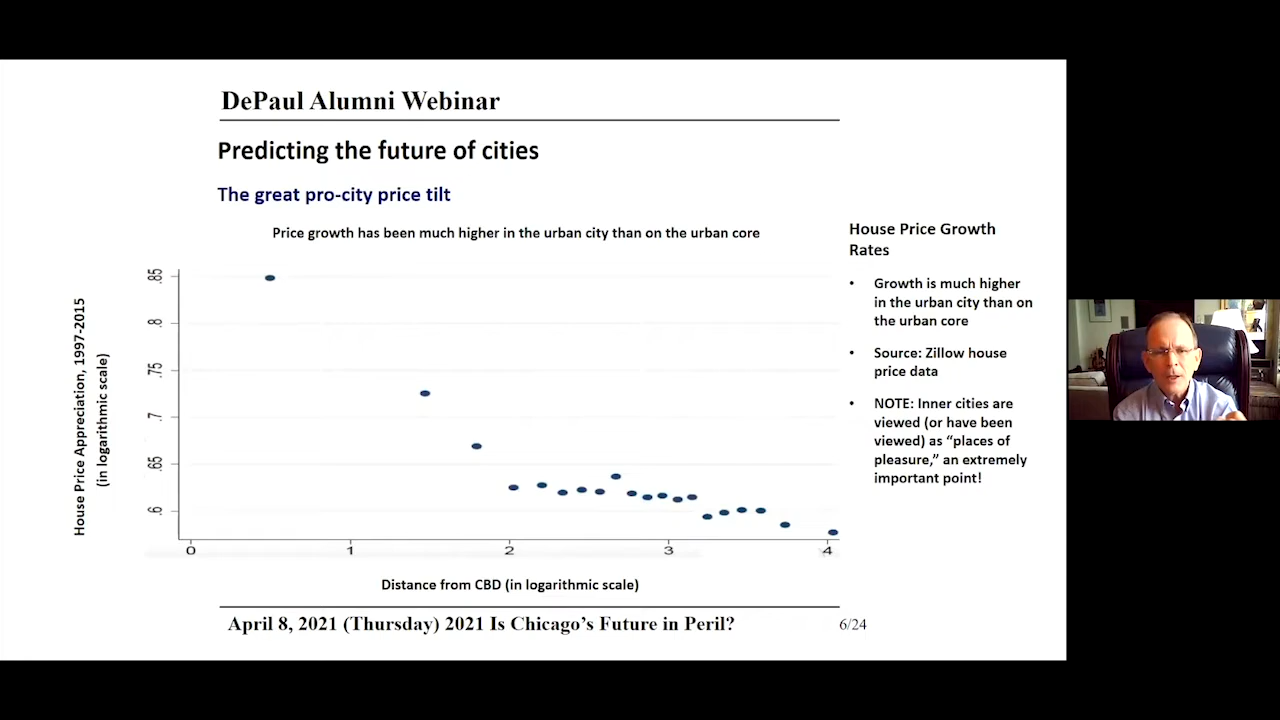 DePaul Alumni Webinar
Predicting the future of cities
The great pro-city price tilt
Price growth has been much higher in the urban city than on the urban core
House Price Appreciation, 1997-2015
(in logarithmic scale)
.85
.8
.75
.7
.65
.6
0 1 2 3 4
Distance from CBD (in logarithmic scale)
House Price Growth
Rates
• Growth is much higher
in the urban city than on
the urban core
• Source: Zillow house
price data
• NOTE: Inner cities are
viewed (or have been
viewed) as “places of
pleasure,” an extremely
important point!
April 8, 2021 (Thursday) 2021 Is Chicago’s Future in Peril?
6/24